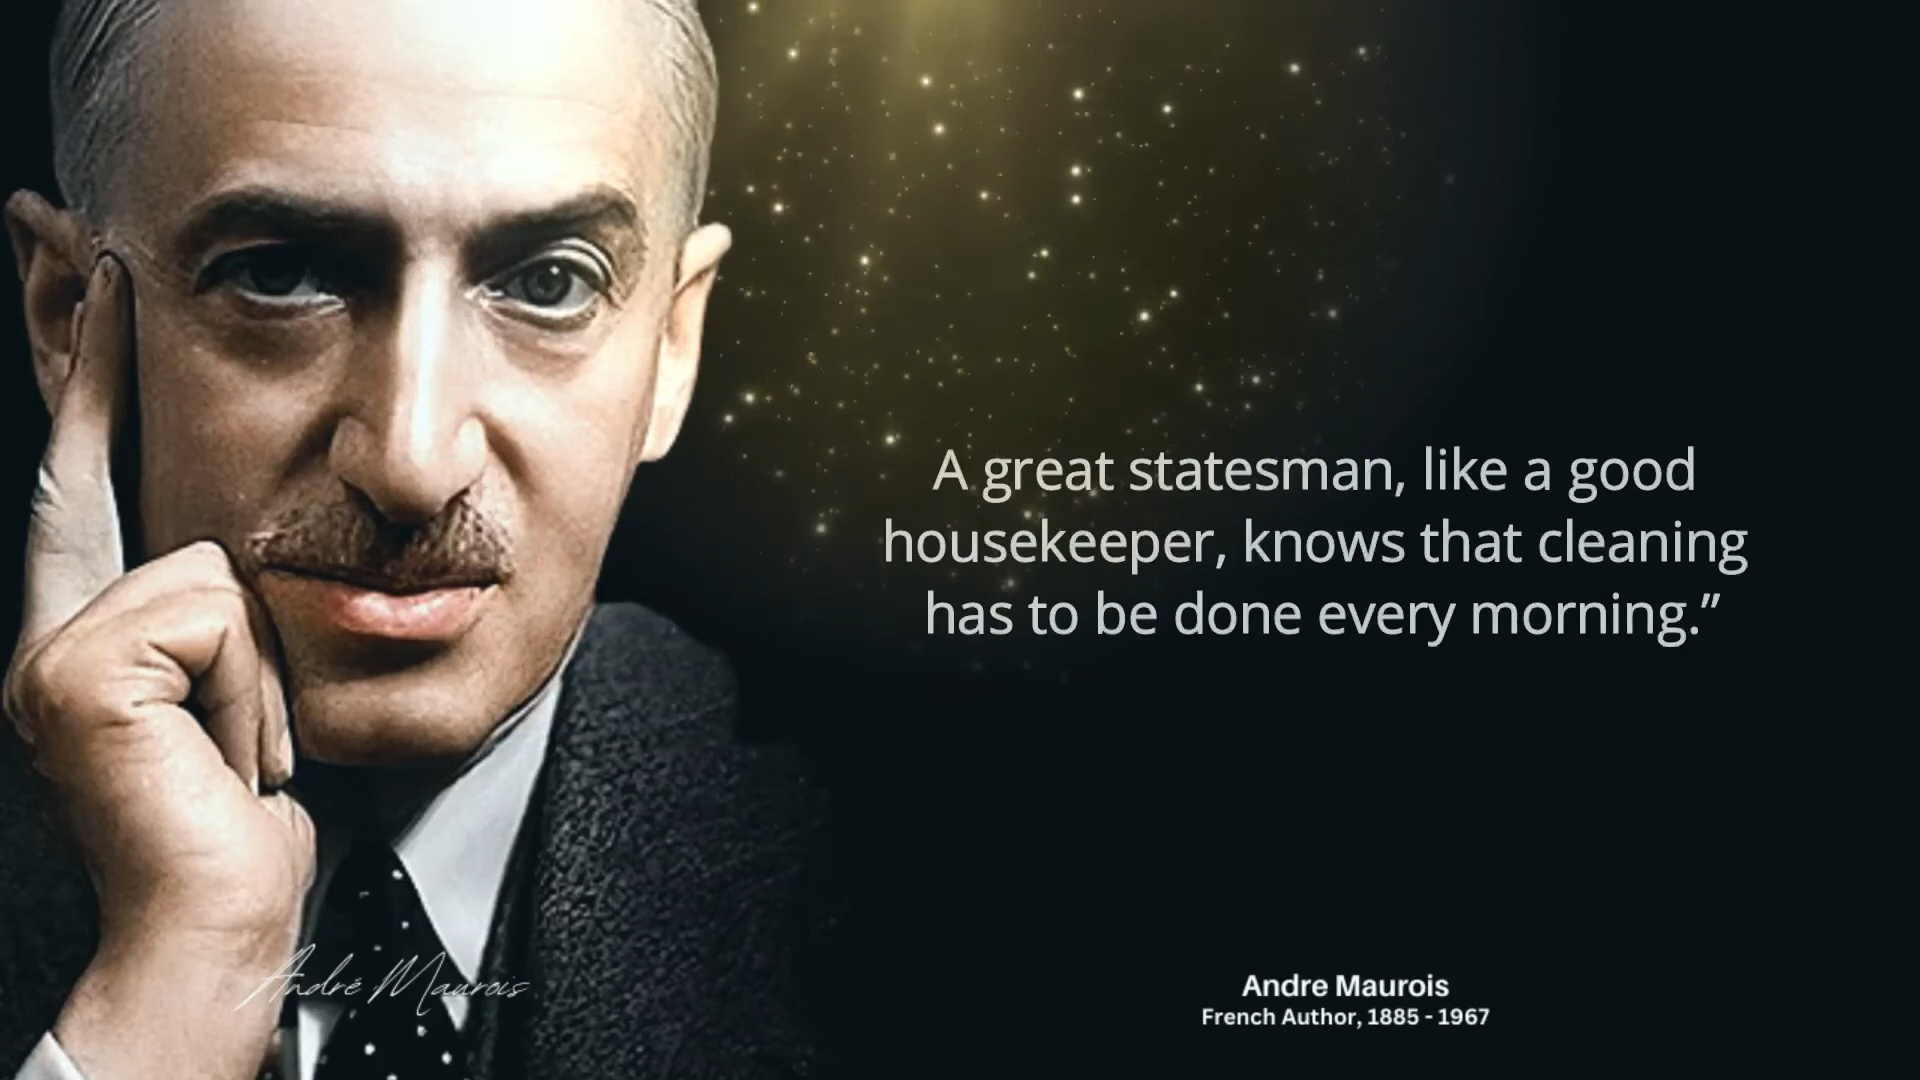 A great statesman, like a good
housekeeper, knows that cleaning
has to be done every morning.”
André Maurois
Andre Maurois
French Author, 1885 - 1967